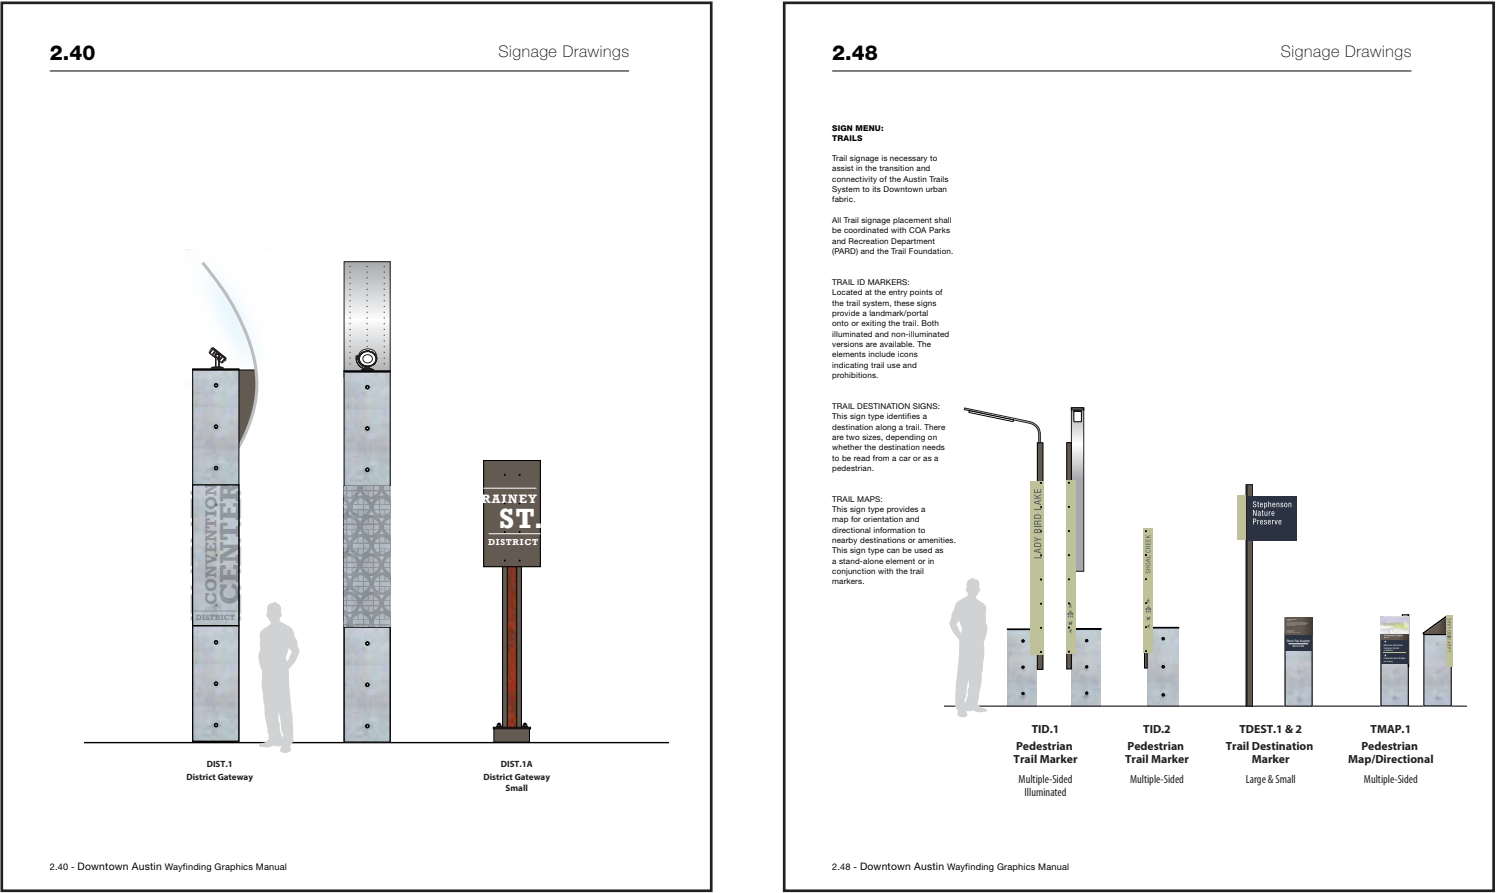 2.40
Signage Drawings
CONVENTION
CENTER
DISTRICT
RAINEY
ST.
DISTRICT
DIST.1
District Gateway
DIST.1A
District Gateway
Small
2.40 - Downtown Austin Wayfinding Graphics Manual
2.48
Signage Drawings
SIGN MENU:
TRAILS
Trail signage is necessary to
assist in the transition and
connectivity of the Austin Trails
System to its Downtown urban
fabric.
All Trail signage placement shall
be coordinated with COA Parks
and Recreation Department
(PARD) and the Trail Foundation.
TRAIL ID MARKERS:
Located at the entry points of
the trail system, these signs
provide a landmark/portal
onto or exiting the trail. Both
illuminated and non-illuminated
versions are available. The
elements include icons
indicating trail use and
prohibitions.
TRAIL DESTINATION SIGNS:
This sign type identifies a
destination along a trail. There
are two sizes, depending on
whether the destination needs
to be read from a car or as a
pedestrian.
TRAIL MAPS:
This sign type provides a
map for orientation and
directional information to
nearby destinations or amenities.
This sign type can be used as
a stand-alone element or in
conjunction with the trail
markers.
LADY BIRD LAKE
SHOAL CREEK
Stephenson
Nature
Preserve
LADY BIRD LAKE
TID.1
Pedestrian
Trail Marker
Multiple-Sided
Illuminated
TID.2
Pedestrian
Trail Marker
Multiple-Sided
TDEST.1 & 2
Trail Destination
Marker
Large & Small
TMAP.1
Pedestrian
Map/Directional
Multiple-Sided
2.48 - Downtown Austin Wayfinding Graphics Manual